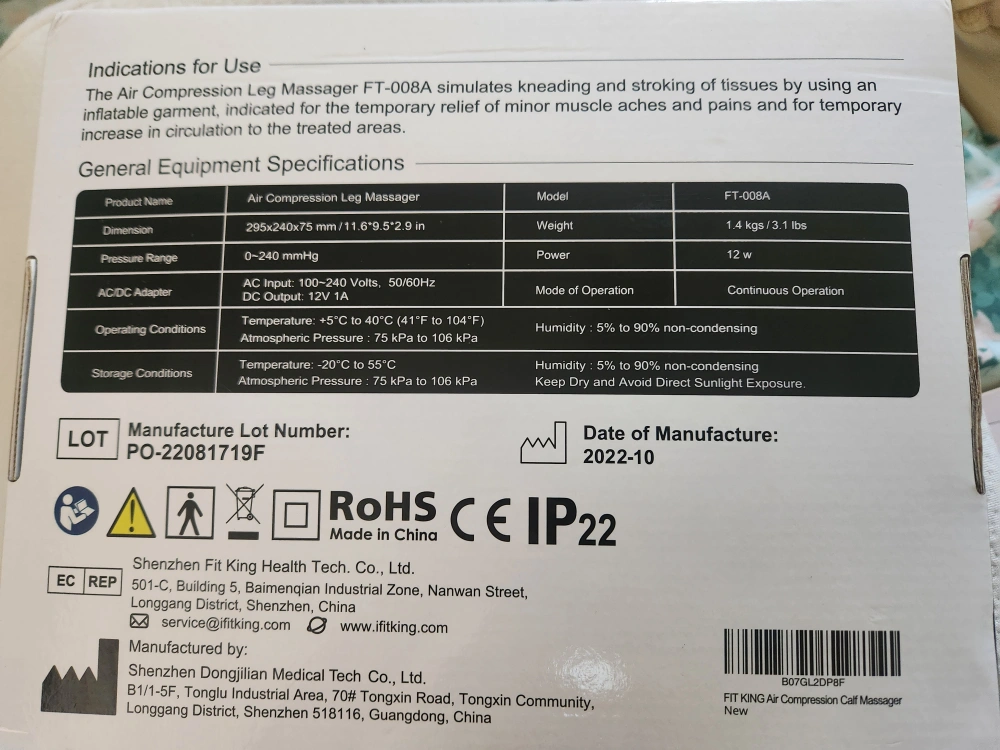 Indications for Use
The Air Compression Leg Massager FT-008A simulates kneading and stroking of tissues by using an
inflatable garment, indicated for the temporary relief of minor muscle aches and pains and for temporary
increase in circulation to the treated areas.
General Equipment Specifications
Product Name Air Compression Leg Massager Model FT-008A
Dimension 295x240x75 mm/11.6*9.5*2.9 in Weight 1.4 kgs/3.1 lbs
Pressure Range 0~240 mmHg Power 12 w
AC/DC Adapter AC Input: 100~240 Volts, 50/60Hz
DC Output: 12V 1A Mode of Operation Continuous Operation
Operating Conditions Temperature: +5°C to 40°C (41°F to 104°F)
Atmospheric Pressure : 75 kPa to 106 kPa Humidity : 5% to 90% non-condensing
Storage Conditions Temperature: -20°C to 55°C Humidity : 5% to 90% non-condensing
Atmospheric Pressure : 75 kPa to 106 kPa Keep Dry and Avoid Direct Sunlight Exposure.
LOT Manufacture Lot Number:
PO-22081719F
Date of Manufacture:
2022-10
RoHS
Made in China
CE IP22
EC REP
Shenzhen Fit King Health Tech. Co., Ltd.
501-C, Building 5, Baimenqian Industrial Zone, Nanwan Street,
Longgang District, Shenzhen, China
service@ifitking.com www.ifitking.com
Manufactured by:
Shenzhen Dongjilian Medical Tech Co., Ltd.
B1/1-5F, Tonglu Industrial Area, 70# Tongxin Road, Tongxin Community,
Longgang District, Shenzhen 518116, Guangdong, China
B07GL2DP8F
FIT KING Air Compression Calf Massager
New